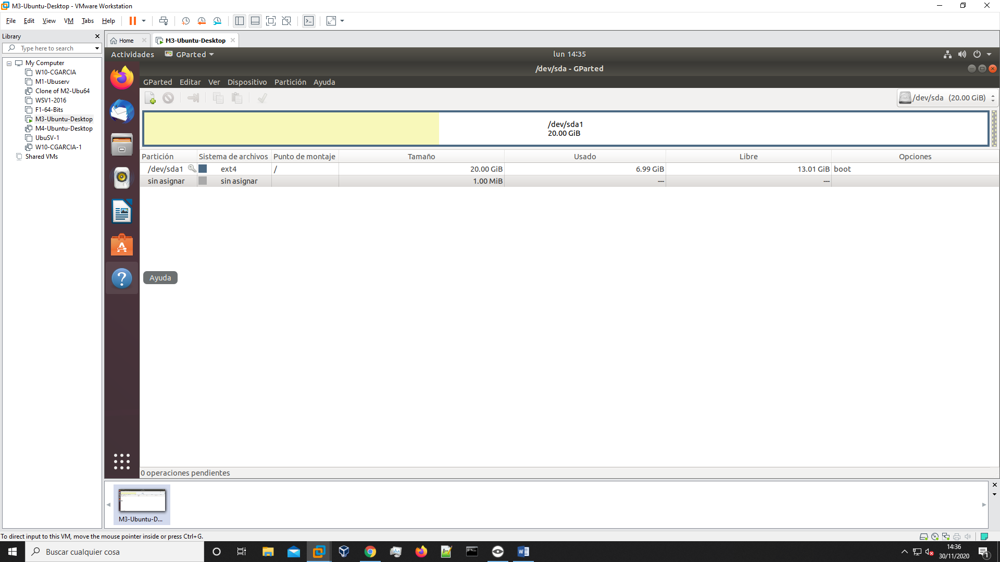 M3-Ubuntu-Desktop - VMware Workstation
File Edit View VM Tabs Help
Library
Type here to search
My Computer
W10-CGARCIA
M1-Ubuserv
Clone of M2-Ubu64
WSV1-2016
F1-64-Bits
M3-Ubuntu-Desktop
M4-Ubuntu-Desktop
UbuSV-1
W10-CGARCIA-1
Shared VMs
Home M3-Ubuntu-Desktop
Actividades GParted lun 14:35
/dev/sda - GParted
GParted Editar Ver Dispositivo Partición Ayuda
/dev/sda (20.00 GiB)
/dev/sda1
20.00 GiB
Partición Sistema de archivos Punto de montaje Tamaño Usado Libre Opciones
/dev/sda1 ext4 / 20.00 GiB 6.99 GiB 13.01 GiB boot
sin asignar sin asignar 1.00 MiB --- ---
Ayuda
0 operaciones pendientes
M3-Ubuntu-D...
To direct input to this VM, move the mouse pointer inside or press Ctrl+G.
Buscar cualquier cosa
14:36
30/11/2020
1